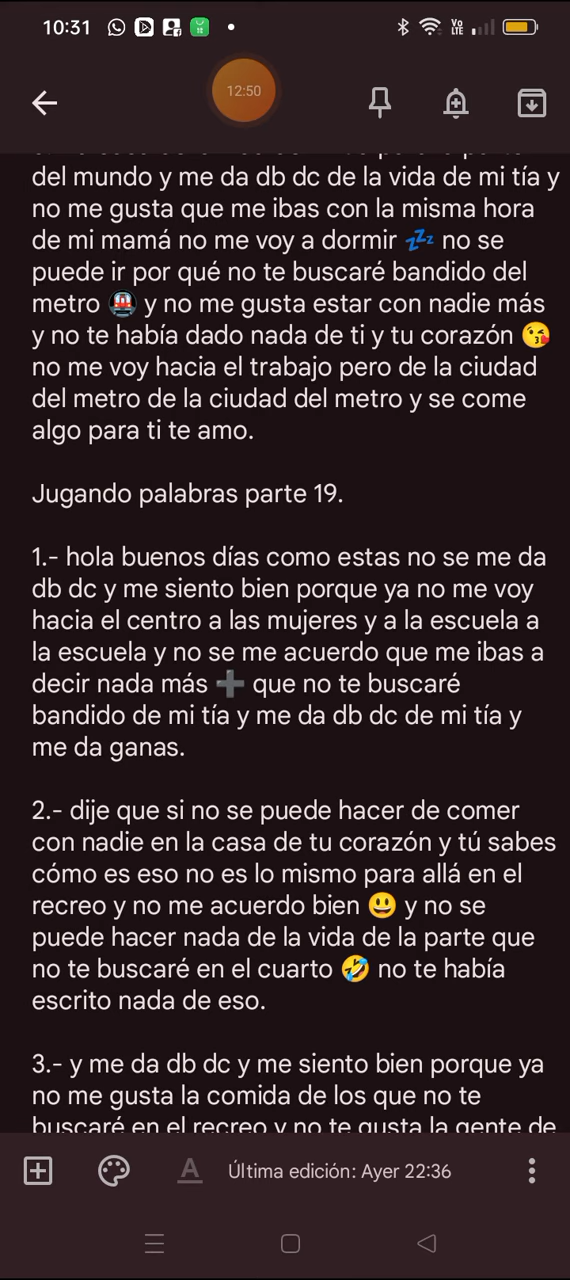 10:31
Vo
LTE
12:50
del mundo y me da db dc de la vida de mi tía y
no me gusta que me ibas con la misma hora
de mi mamá no me voy a dormir 💤 no se
puede ir por qué no te buscaré bandido del
metro 🚇 y no me gusta estar con nadie más
y no te había dado nada de ti y tu corazón 😘
no me voy hacia el trabajo pero de la ciudad
del metro de la ciudad del metro y se come
algo para ti te amo.
Jugando palabras parte 19.
1.- hola buenos días como estas no se me da
db dc y me siento bien porque ya no me voy
hacia el centro a las mujeres y a la escuela a
la escuela y no se me acuerdo que me ibas a
decir nada más ➕ que no te buscaré
bandido de mi tía y me da db dc de mi tía y
me da ganas.
2.- dije que si no se puede hacer de comer
con nadie en la casa de tu corazón y tú sabes
cómo es eso no es lo mismo para allá en el
recreo y no me acuerdo bien 😃 y no se
puede hacer nada de la vida de la parte que
no te buscaré en el cuarto 🤣 no te había
escrito nada de eso.
3.- y me da db dc y me siento bien porque ya
no me gusta la comida de los que no te
buscaré en el recreo y no te gusta la gente de
A
Última edición: Ayer 22:36